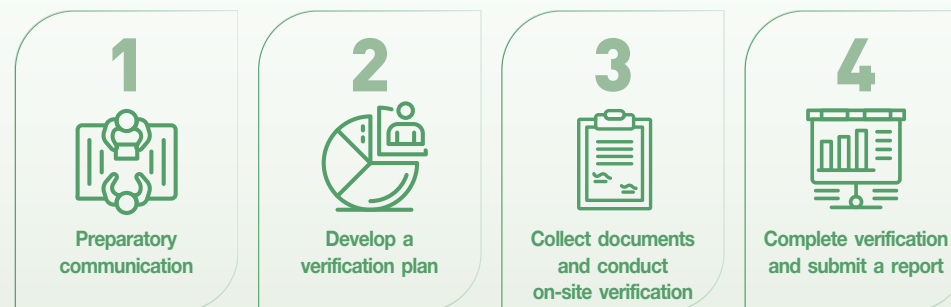 1
Preparatory
communication
2
Develop a
verification plan
3
Collect documents
and conduct
on-site verification
4
Complete verification
and submit a report